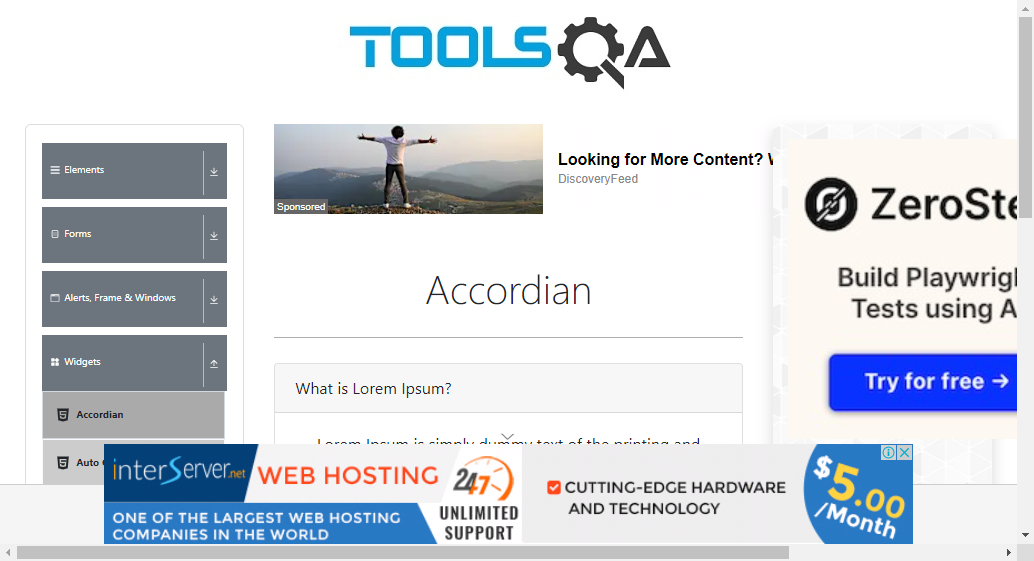 TOOLSQA
Elements
Forms
Alerts, Frame & Windows
Widgets
Accordian
Auto
Sponsored
Looking for More Content?
DiscoveryFeed
Accordian
What is Lorem Ipsum?
Lorem Ipsum is simply dummy text of the printing and
Build
Tests using
Try for free →
interServer.net
WEB HOSTING
ONE OF THE LARGEST WEB HOSTING
COMPANIES IN THE WORLD
24/7
UNLIMITED
SUPPORT
CUTTING-EDGE HARDWARE
AND TECHNOLOGY
$5.00
/Month